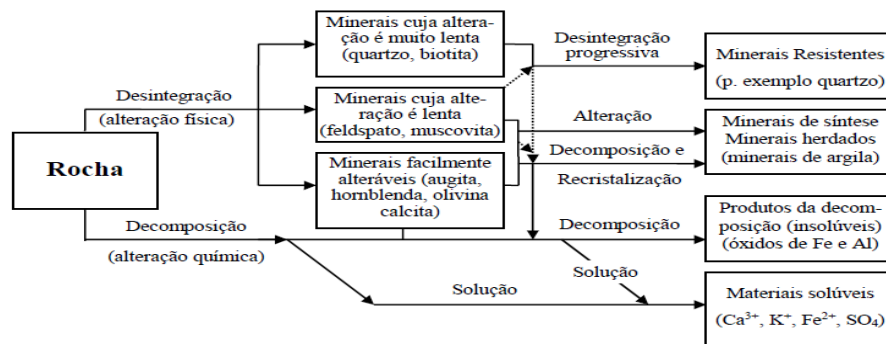 Minerais cuja altera-
ção é muito lenta
(quartzo, biotita)
Desintegração
progressiva
Minerais Resistentes
(p. exemplo quartzo)
Desintegração
(alteração física)
Minerais cuja alte-
ração é lenta
(feldspato, muscovita)
Alteração
Decomposição e
Recristalização
Minerais de síntese
Minerais herdados
(minerais de argila)
Rocha
Minerais facilmente
alteráveis (augita,
hornblenda, olivina
calcita)
Decomposição
(alteração química)
Decomposição
Produtos da decom-
posição (insolúveis)
(óxidos de Fe e Al)
Solução
Solução
Materiais solúveis
(Ca³⁺, K⁺, Fe²⁺, SO₄)